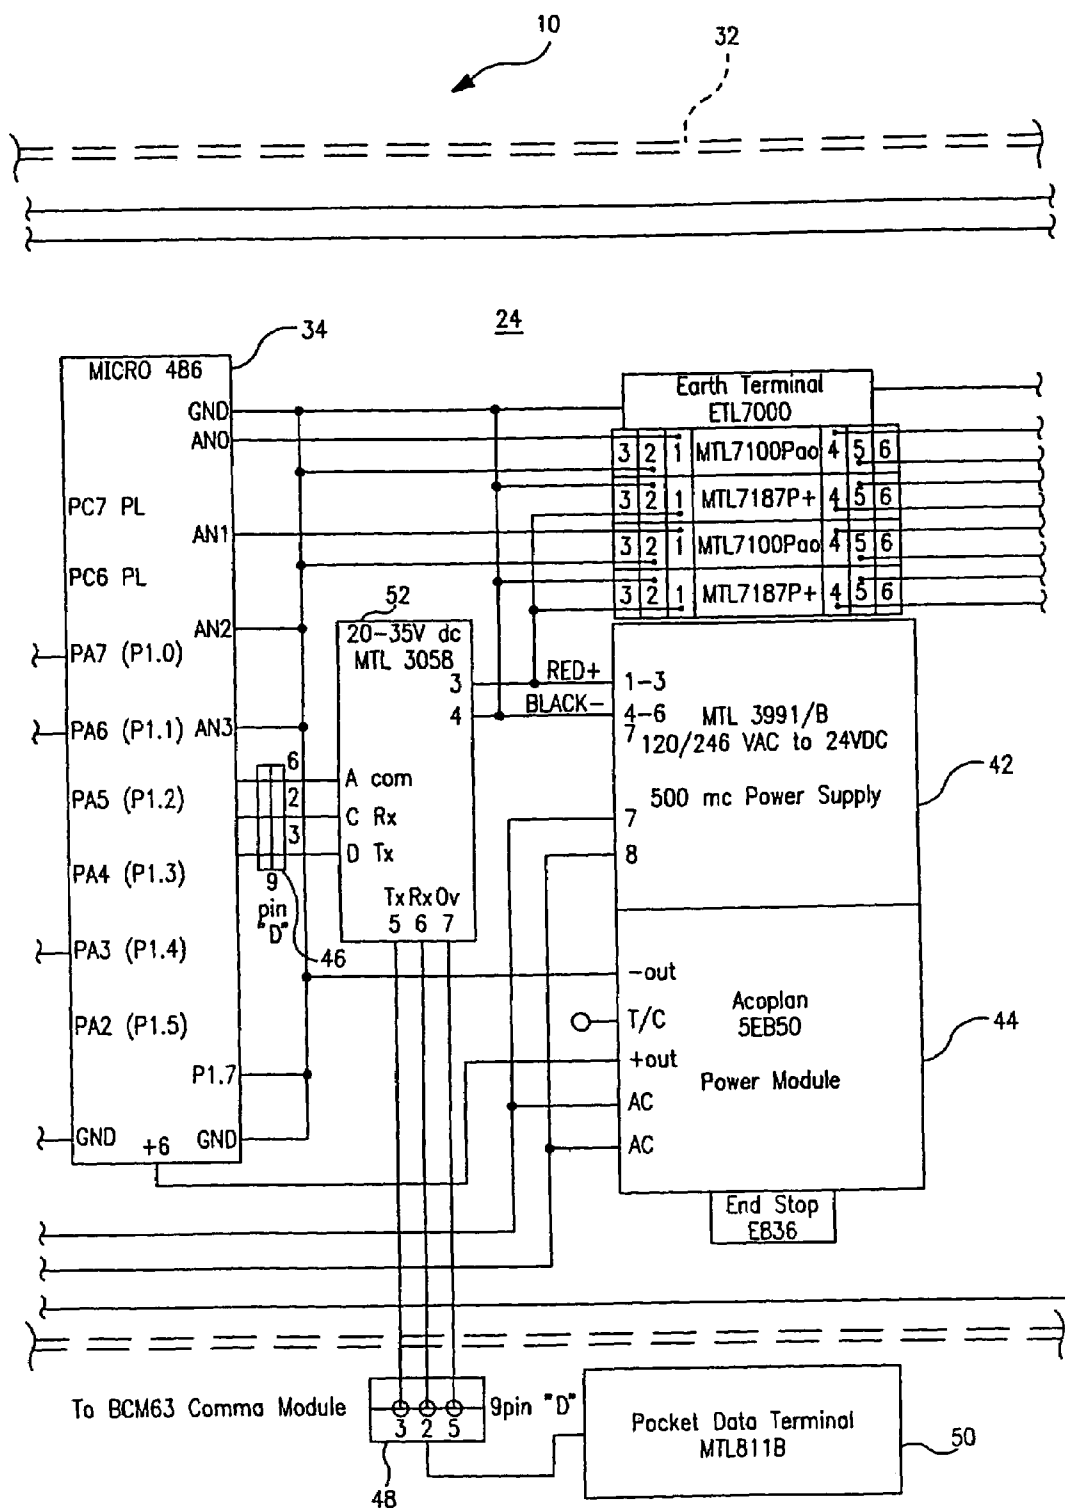 10
32
24
34
MICRO 486
GND
AN0
PC7 PL
AN1
PC6 PL
AN2
PA7 (P1.0)
PA6 (P1.1) AN3
PA5 (P1.2)
PA4 (P1.3)
PA3 (P1.4)
PA2 (P1.5)
P1.7
GND +6 GND
6
2
3
9
pin
"D"
46
52
20-35V dc
MTL 3058
3
4
A com
C Rx
D Tx
Tx Rx Ov
5 6 7
RED+
BLACK-
Earth Terminal
ETL7000
3 2 1 MTL7100Pao 4 5 6
3 2 1 MTL7187P+ 4 5 6
3 2 1 MTL7100Pao 4 5 6
3 2 1 MTL7187P+ 4 5 6
1-3
4-6 MTL 3991/B
7 120/246 VAC to 24VDC
500 mc Power Supply
7
8
42
-out
T/C
+out
AC
AC
Acoplan
5EB50
Power Module
44
End Stop
E836
To BCM63 Comma Module
3 2 5
9pin "D"
48
Pocket Data Terminal
MTL811B
50